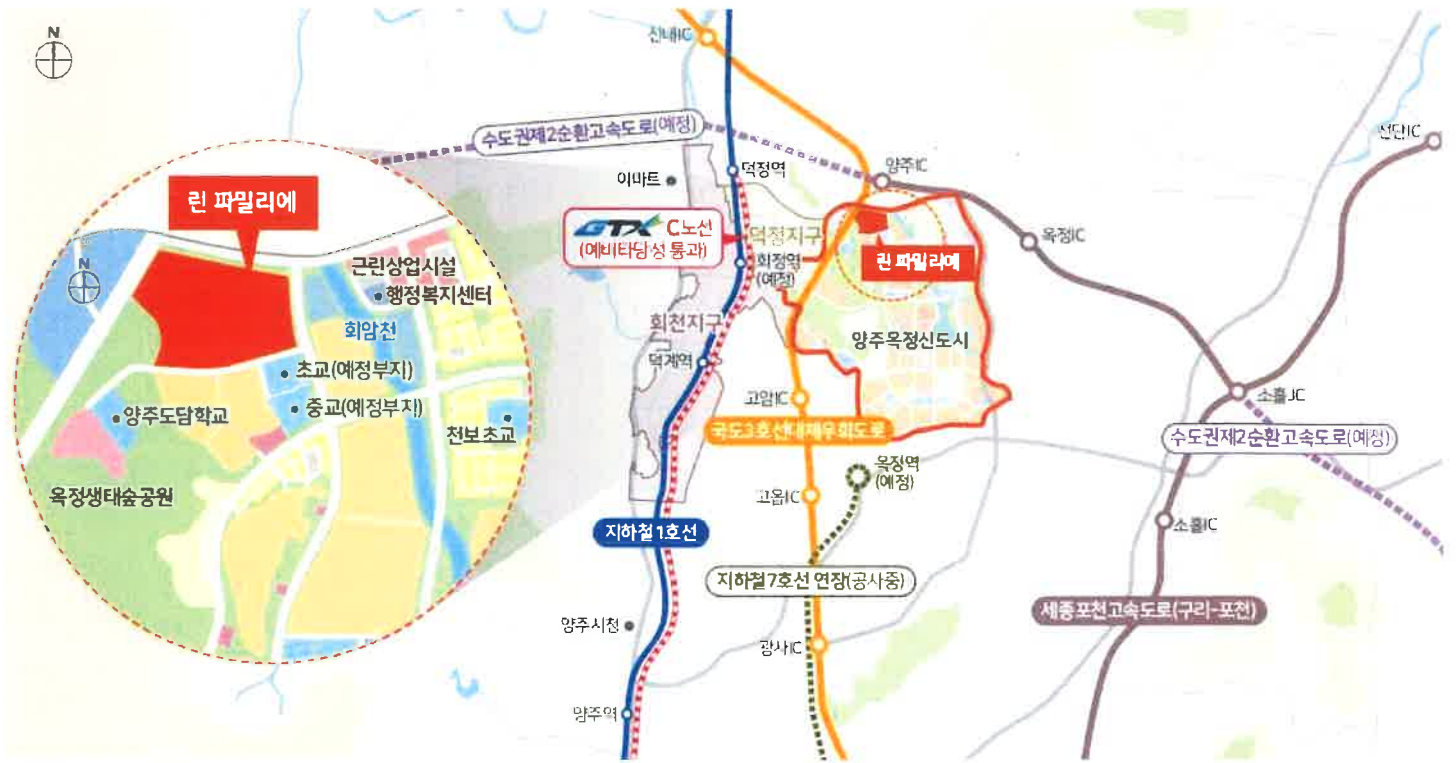 N
신내IC
수도권제2순환고속도로(예정)
선단IC
이마트
덕정역
양주IC
린 파밀리에
GTX C노선
(예비타당성 통과)
덕정지구
회정역
(예정)
린 파밀리에
옥정IC
N
근린상업시설
행정복지센터
회암천
회천지구
양주옥정신도시
초교(예정부지)
덕계역
중교(예정부지)
양주도담학교
천보초교
고암IC
소흘JC
국도3호선대체우회도로
수도권제2순환고속도로(예정)
옥정생태숲공원
옥정역
(예정)
고읍IC
소흘IC
지하철1호선
지하철7호선 연장(공사중)
세종포천고속도로(구리-포천)
양주시청
광사IC
양주역